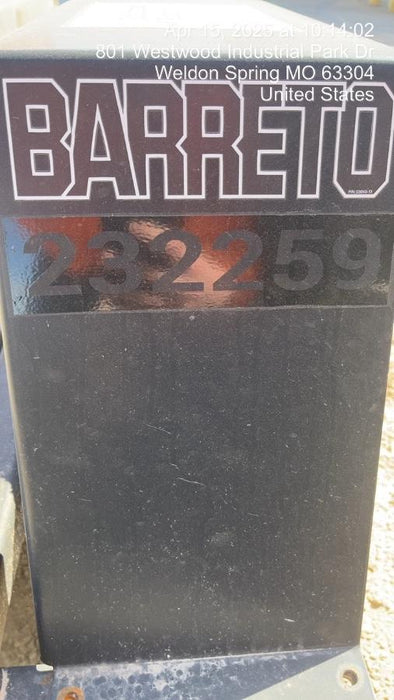 Apr 15, 2025 at 10:14:02
801 Westwood Industrial Park Dr
Weldon Spring MO 63304
United States
BARRETO
232259